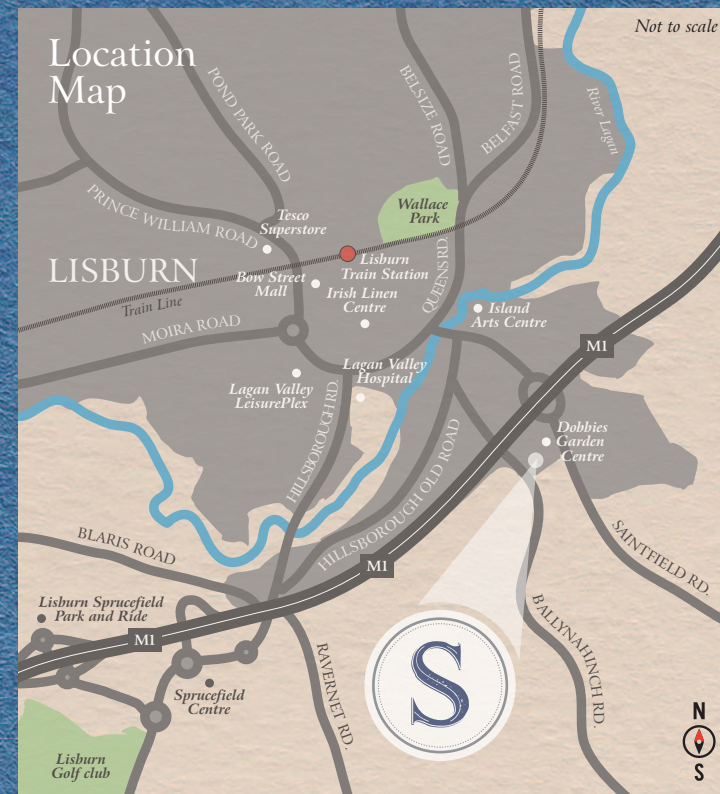 Not to scale
Location
Map
POND PARK ROAD
BELSIZE ROAD
BELFAST ROAD
River Lagan
PRINCE WILLIAM ROAD
Tesco
Superstore
Wallace
Park
LISBURN
Lisburn
Train Station
Bow Street
Mall
Irish Linen
Centre
QUEENS RD.
Train Line
Island
Arts Centre
MOIRA ROAD
M1
Lagan Valley
Hospital
Lagan Valley
LeisurePlex
HILLSBOROUGH RD.
Dobbies
Garden
Centre
HILLSBOROUGH OLD ROAD
SAINTFIELD RD.
BLARIS ROAD
M1
Lisburn Sprucefield
Park and Ride
M1
BALLYNAHINCH RD.
RAVERNET RD.
S
Sprucefield
Centre
N
S
Lisburn
Golf club